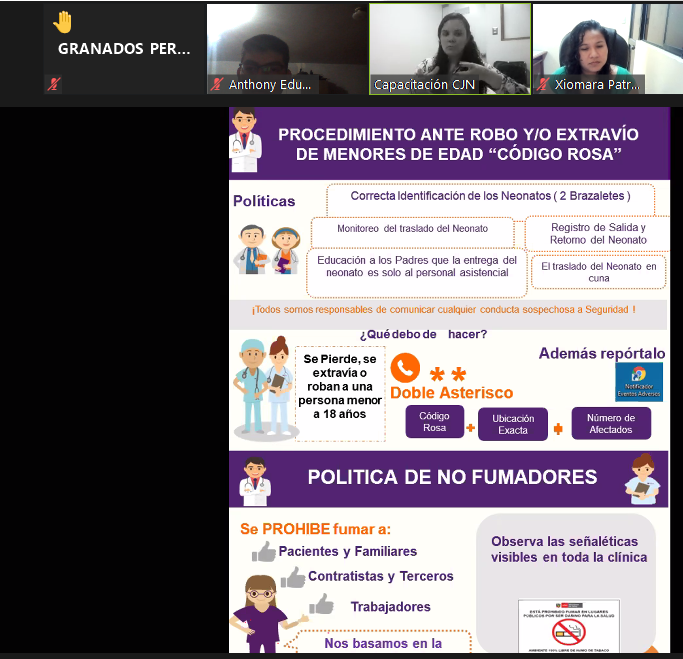 GRANADOS PER...
Anthony Edu...
Capacitación CJN
Xiomara Patr...
PROCEDIMIENTO ANTE ROBO Y/O EXTRAVÍO
DE MENORES DE EDAD “CÓDIGO ROSA”
Políticas
Correcta Identificación de los Neonatos ( 2 Brazaletes )
Monitoreo del traslado del Neonato
Registro de Salida y
Retorno del Neonato
Educación a los Padres que la entrega del
neonato es solo al personal asistencial
El traslado del Neonato en
cuna
¡Todos somos responsables de comunicar cualquier conducta sospechosa a Seguridad !
¿Qué debo de hacer?
Se Pierde, se
extravía o
roban a una
persona menor
a 18 años
* *
Doble Asterisco
Además repórtalo
Notificador
Eventos Adversos
Código
Rosa
+
Ubicación
Exacta
+
Número de
Afectados
POLITICA DE NO FUMADORES
Se PROHIBE fumar a:
Pacientes y Familiares
Contratistas y Terceros
Trabajadores
Nos basamos en la
Observa las señaléticas
visibles en toda la clínica
ESTÁ PROHIBIDO FUMAR EN LUGARES
PÚBLICOS POR SER DAÑINO PARA LA SALUD
AMBIENTE 100% LIBRE DE HUMO DE TABACO